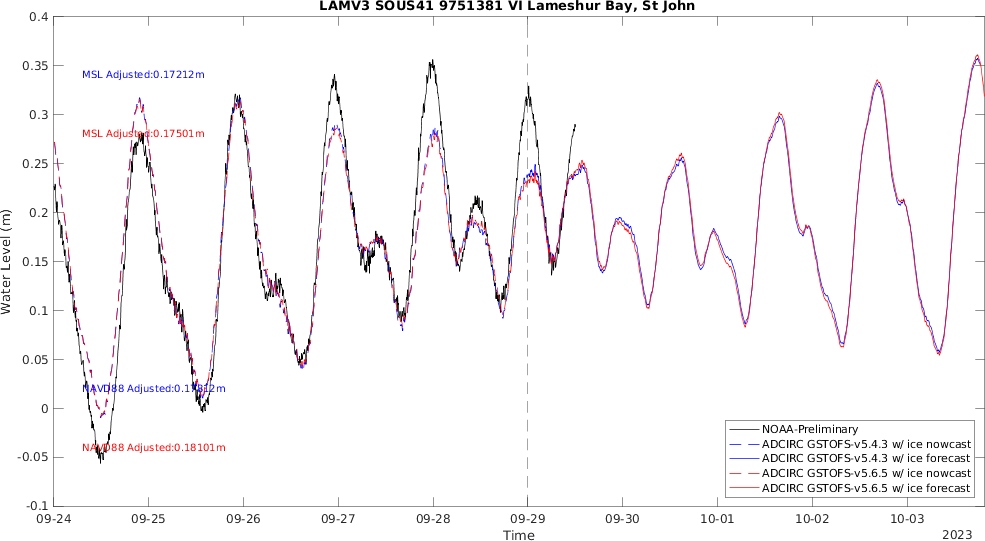 LAMV3 SOUS41 9751381 VI Lameshur Bay, St John
0.4
0.35
0.3
0.25
0.2
0.15
0.1
0.05
0
-0.05
-0.1
Water Level (m)
MSL Adjusted:0.17212m
MSL Adjusted:0.17501m
NAVD88 Adjusted:0.17812m
NAVD88 Adjusted:0.18101m
NOAA-Preliminary
ADCIRC GSTOFS-v5.4.3 w/ ice nowcast
ADCIRC GSTOFS-v5.4.3 w/ ice forecast
ADCIRC GSTOFS-v5.6.5 w/ ice nowcast
ADCIRC GSTOFS-v5.6.5 w/ ice forecast
09-24
09-25
09-26
09-27
09-28
09-29
09-30
10-01
10-02
10-03
Time
2023